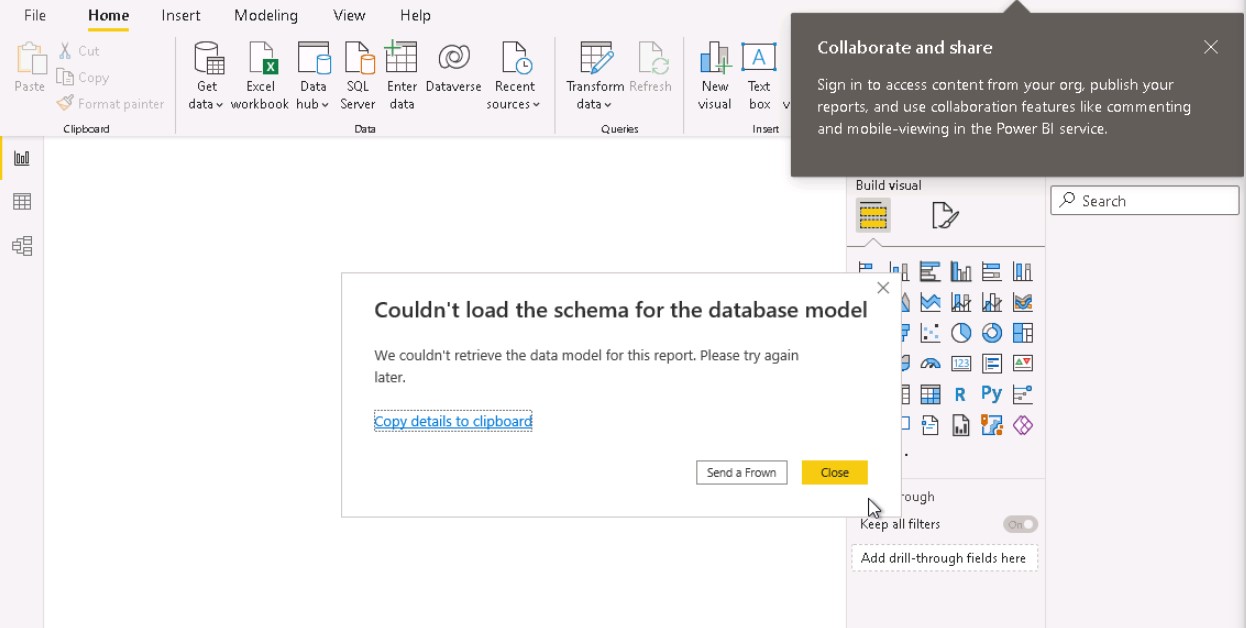 File Home Insert Modeling View Help
Paste
Cut
Copy
Format painter
Clipboard
Get data
Excel workbook
Data hub
SQL Server
Enter data
Dataverse
Recent sources
Data
Transform data
Refresh
Queries
New visual
Text box
Insert
Collaborate and share
Sign in to access content from your org, publish your
reports, and use collaboration features like commenting
and mobile-viewing in the Power BI service.
Build visual
Search
123
R Py
Couldn't load the schema for the database model
We couldn't retrieve the data model for this report. Please try again
later.
Copy details to clipboard
Send a Frown Close
Keep all filters On
Add drill-through fields here